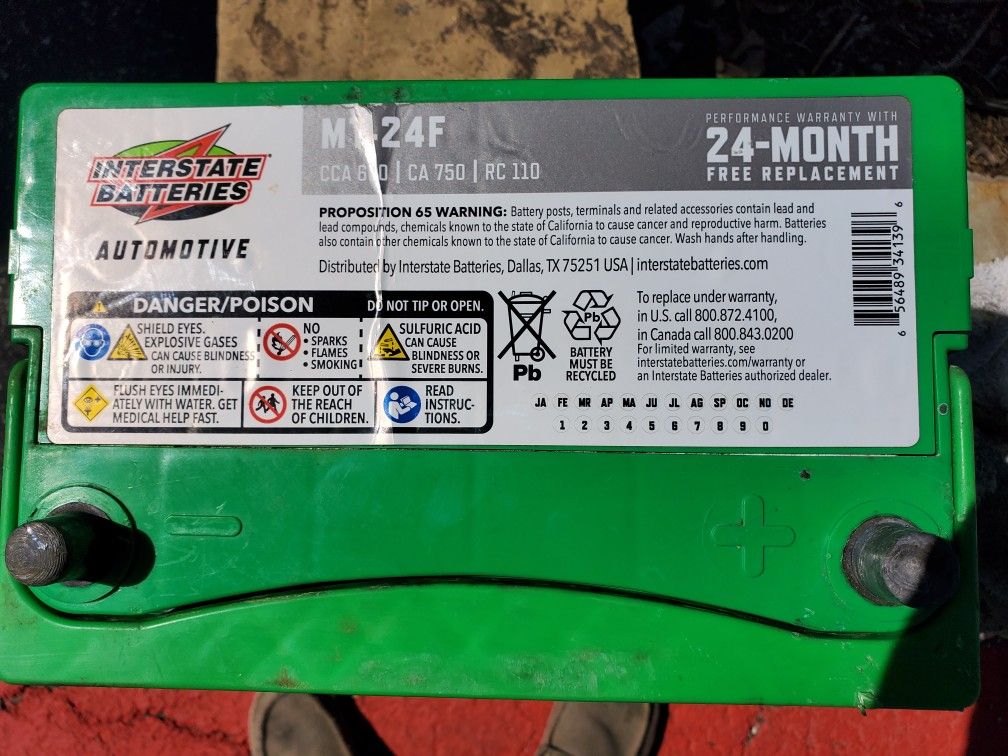 INTERSTATE
BATTERIES
AUTOMOTIVE
MT-24F
CCA | CA 750 | RC 110
PERFORMANCE WARRANTY WITH
24-MONTH
FREE REPLACEMENT
PROPOSITION 65 WARNING: Battery posts, terminals and related accessories contain lead and
lead compounds, chemicals known to the state of California to cause cancer and reproductive harm. Batteries
also contain other chemicals known to the state of California to cause cancer. Wash hands after handling.
Distributed by Interstate Batteries, Dallas, TX 75251 USA | interstatebatteries.com
6 56489 34139 6
DANGER/POISON
DO NOT TIP OR OPEN.
SHIELD EYES.
EXPLOSIVE GASES
CAN CAUSE BLINDNESS
OR INJURY.
NO
• SPARKS
• FLAMES
• SMOKING
SULFURIC ACID
CAN CAUSE
BLINDNESS OR
SEVERE BURNS.
FLUSH EYES IMMEDI-
ATELY WITH WATER. GET
MEDICAL HELP FAST.
KEEP OUT OF
THE REACH
OF CHILDREN.
READ
INSTRUC-
TIONS.
Pb
Pb
BATTERY
MUST BE
RECYCLED
To replace under warranty,
in U.S. call 800.872.4100,
in Canada call 800.843.0200
For limited warranty, see
interstatebatteries.com/warranty or
an Interstate Batteries authorized dealer.
JA FE MR AP MA JU JL AG SP OC NO DE
1 2 3 4 5 6 7 8 9 0